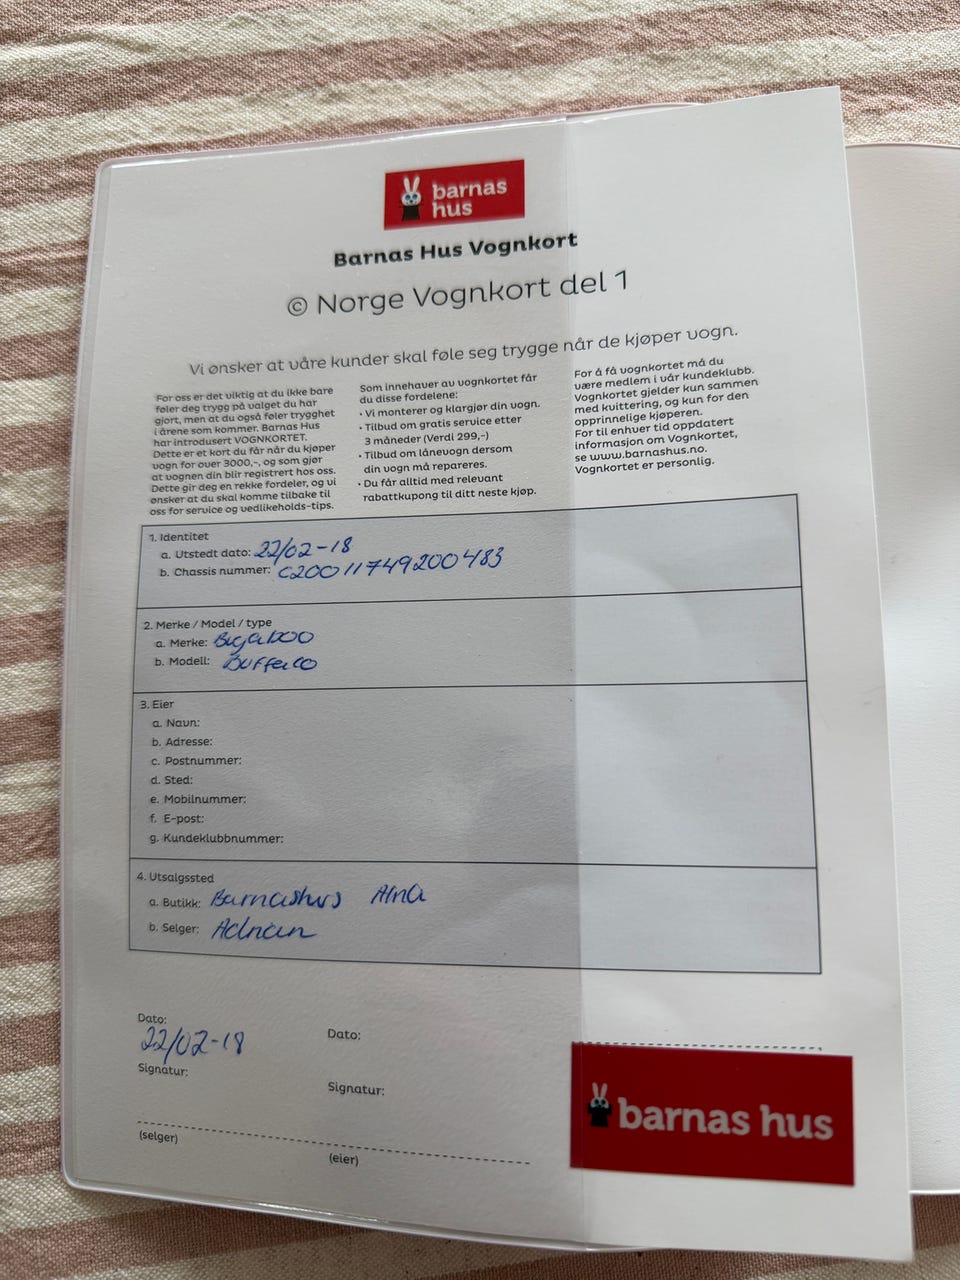 barnas
hus
Barnas Hus Vognkort
© Norge Vognkort del 1
Vi ønsker at våre kunder skal føle seg trygge når de kjøper vogn.
For oss er det viktig at du ikke bare
føler deg trygg på valget du har
gjort, men at du også føler trygghet
i årene som kommer. Barnas Hus
har introdusert VOGNKORTET.
Dette er et kort du får når du kjøper
vogn for over 3000,-, og som gjør
at vognen din blir registrert hos oss.
Dette gir deg en rekke fordeler, og vi
ønsker at du skal komme tilbake til
oss for service og vedlikeholds-tips.
Som innehaver av vognkortet får
du disse fordelene:
• Vi monterer og klargjør din vogn.
• Tilbud om gratis service etter
3 måneder (Verdi 299,-)
• Tilbud om lånevogn dersom
din vogn må repareres.
• Du får alltid med relevant
rabattkupong til ditt neste kjøp.
For å få vognkortet må du
være medlem i vår kundeklubb.
Vognkortet gjelder kun sammen
med kvittering, og kun for den
opprinnelige kjøperen.
For til enhver tid oppdatert
informasjon om Vognkortet,
se www.barnashus.no.
Vognkortet er personlig.
1. Identitet
a. Utstedt dato: 22/02-18
b. Chassis nummer: C20011749200483
2. Merke / Model / type
a. Merke: Bugaboo
b. Modell: Buffalo
3. Eier
a. Navn:
b. Adresse:
c. Postnummer:
d. Sted:
e. Mobilnummer:
f. E-post:
g. Kundeklubbnummer:
4. Utsalgssted
a. Butikk: Barnashus Alna
b. Selger: Adnan
Dato:
22/02-18
Signatur:
(selger)
Dato:
Signatur:
(eier)
barnas hus